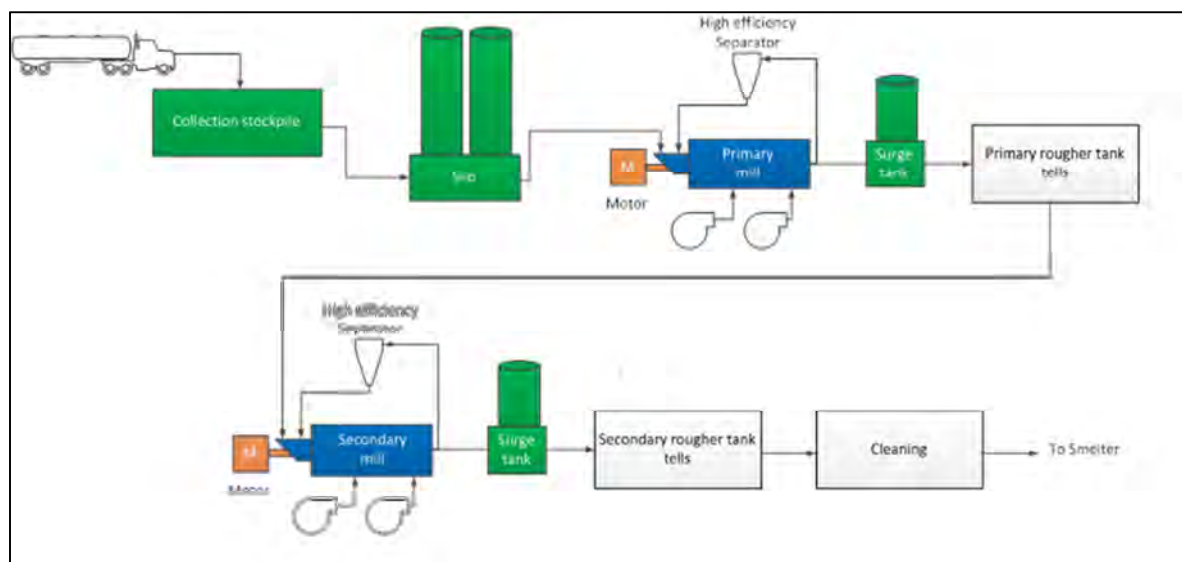 High efficiency
Separator
Collection stockpile
Silo
M
Motor
Primary
mill
Surge
tank
Primary rougher tank
tells
High efficiency
Separator
M
Motor
Secondary
mill
Surge
tank
Secondary rougher tank
tells
Cleaning
To Smelter